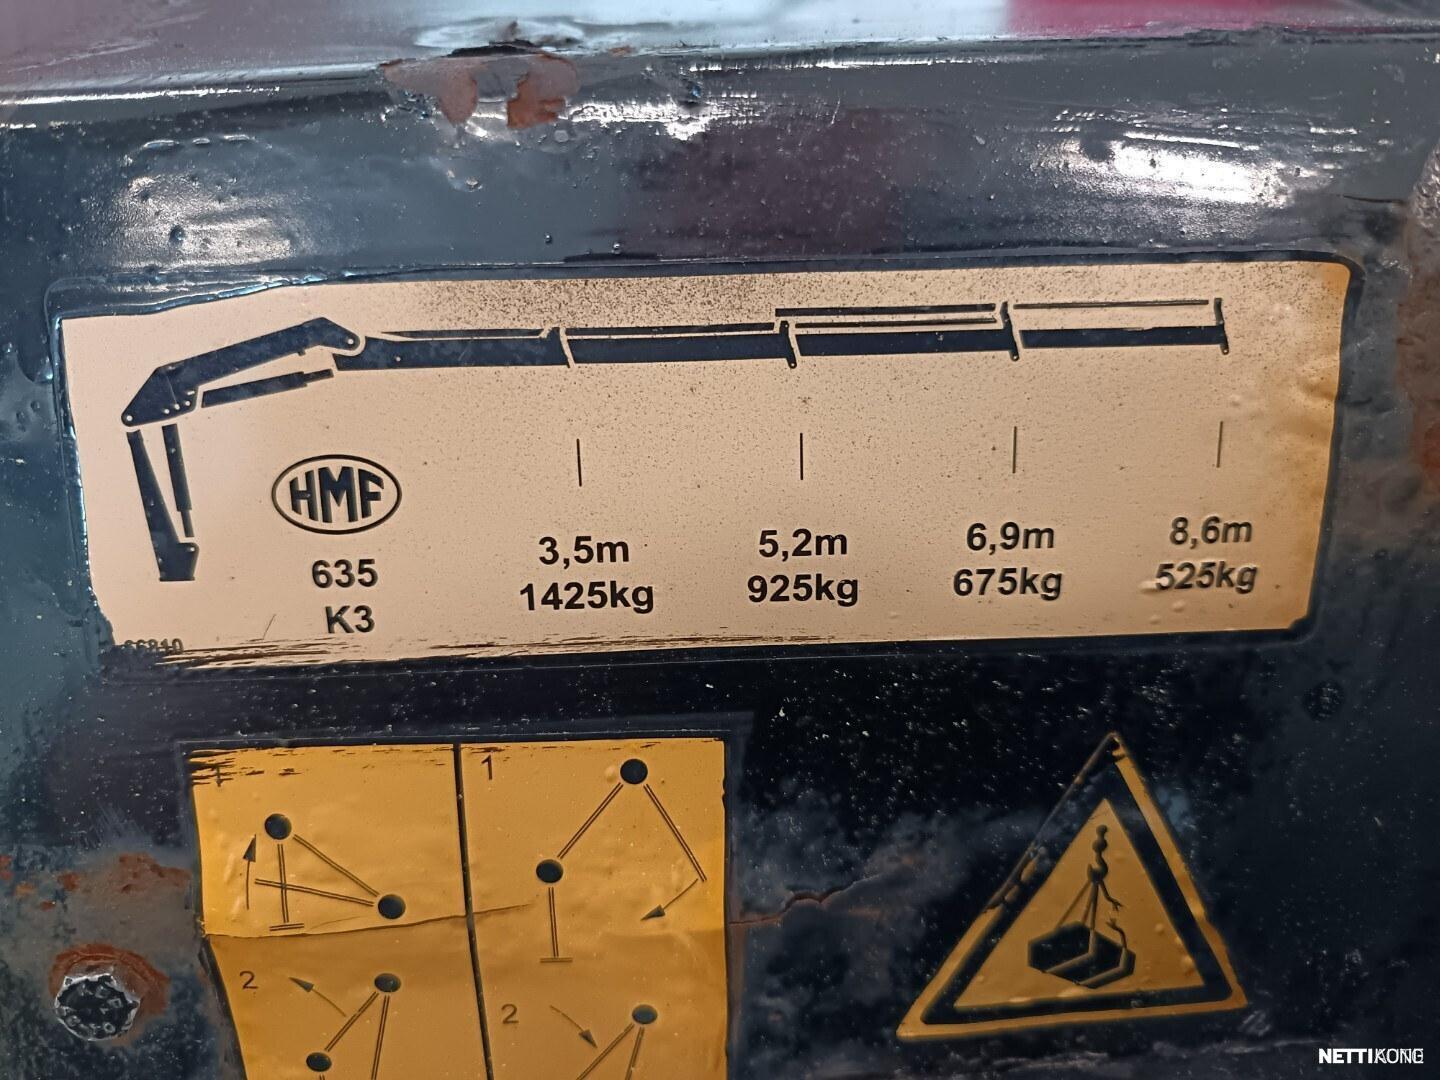 HMF
635
K3
3,5m
1425kg
5,2m
925kg
6,9m
675kg
8,6m
525kg
1
1
2
2
NETTIKONE